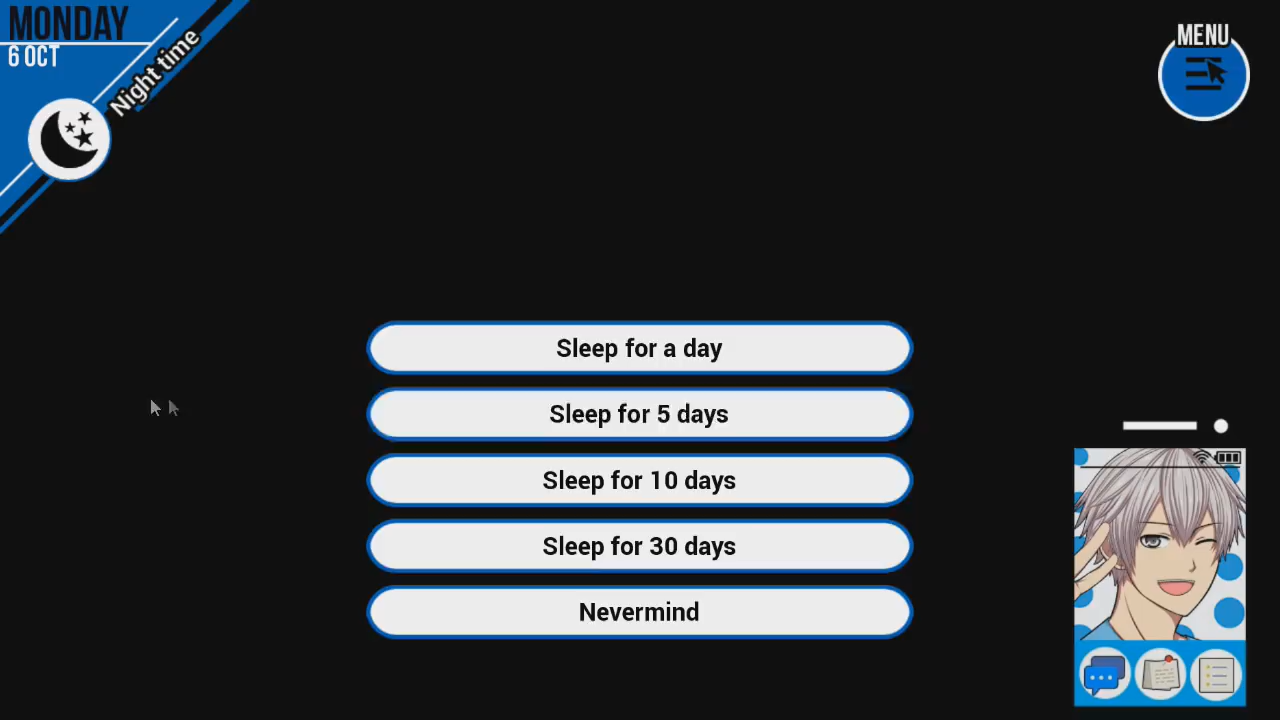 MONDAY
6 OCT
Night time
MENU
Sleep for a day
Sleep for 5 days
Sleep for 10 days
Sleep for 30 days
Nevermind